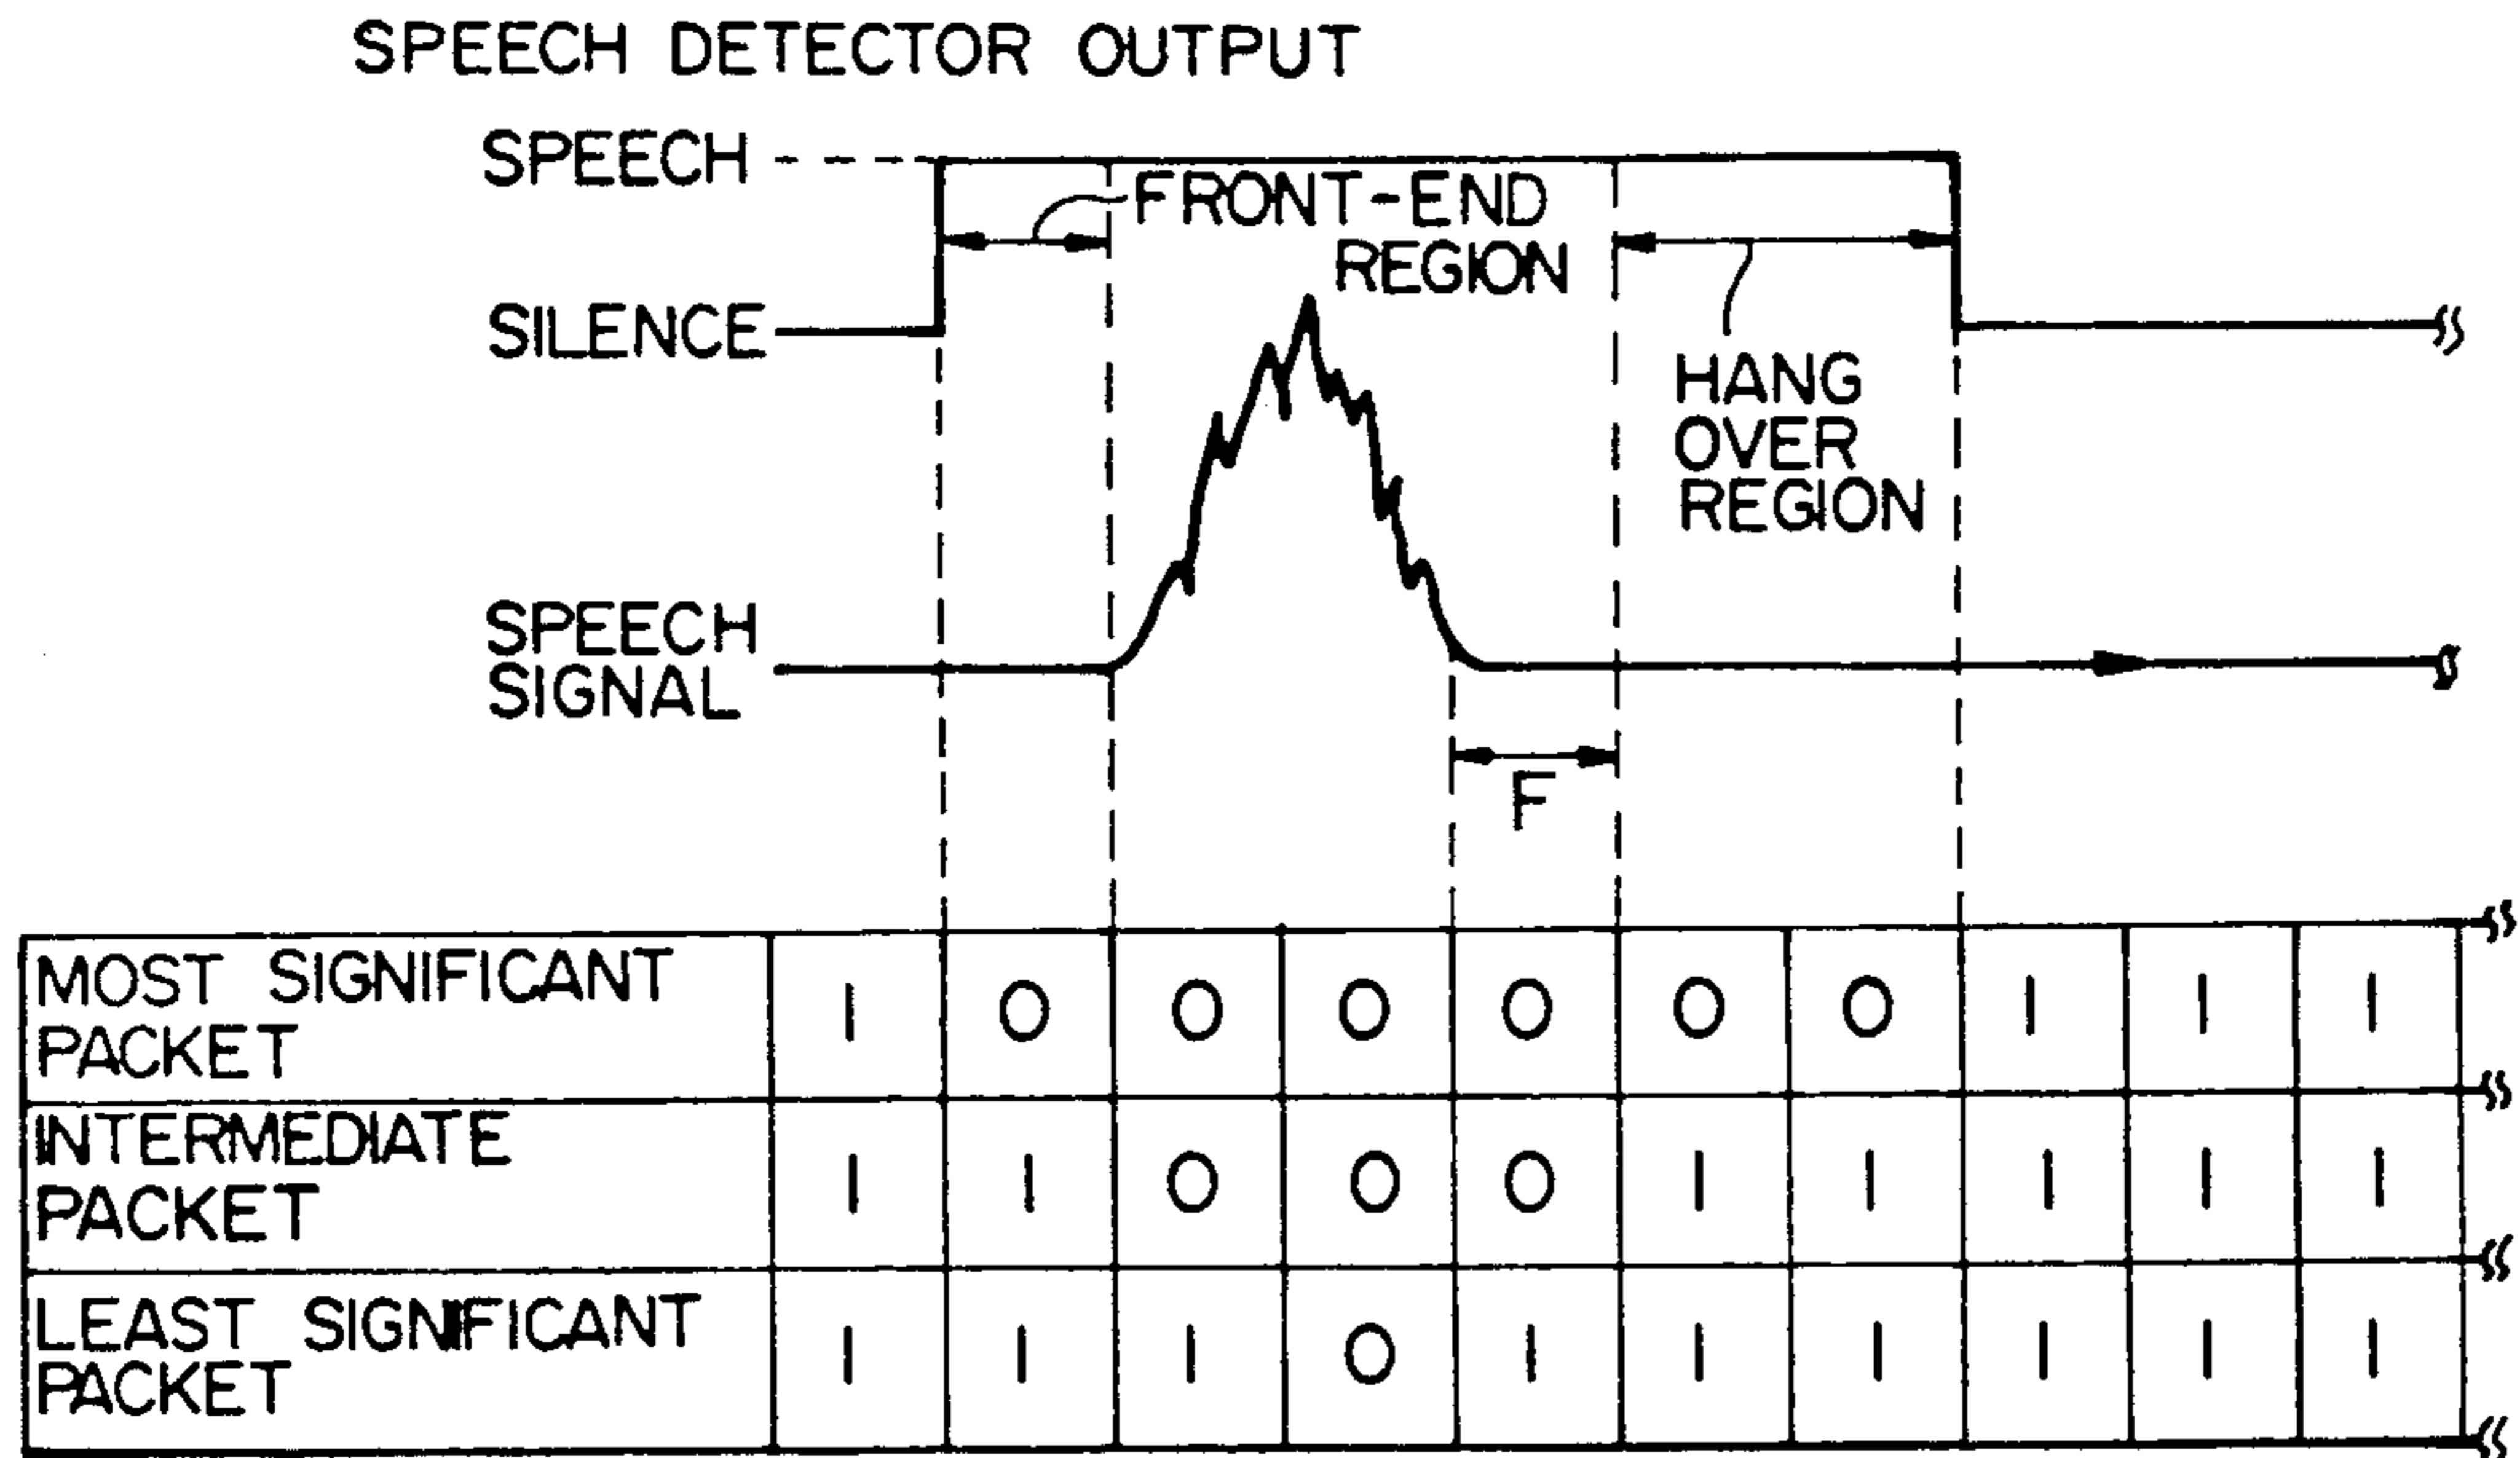 SPEECH DETECTOR OUTPUT
SPEECH
FRONT-END
REGION
SILENCE
HANG
OVER
REGION
SPEECH
SIGNAL
F
MOST SIGNIFICANT
PACKET
1 0 0 0 0 0 0 1 1 1
INTERMEDIATE
PACKET
1 1 0 0 0 1 1 1 1 1
LEAST SIGNIFICANT
PACKET
1 1 1 0 1 1 1 1 1 1